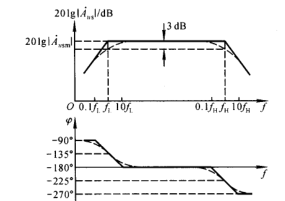 20lg|Ȧus|/dB
3 dB
20lg|Ȧusm|
O 0.1fL fL 10fL 0.1fH fH 10fH f
φ
-90°
-135°
-180°
-225°
-270°
f